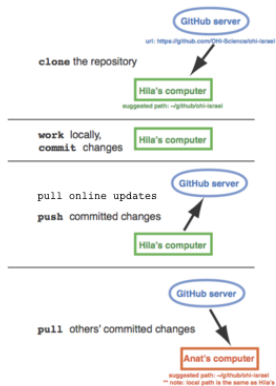 GitHub server
url: https://github.com/OHI-Science/ohi-israel
clone the repository
Hila's computer
suggested path: ~/github/ohi-israel
work locally,
commit changes
Hila's computer
GitHub server
pull online updates
push committed changes
Hila's computer
GitHub server
pull others' committed changes
Anat's computer
suggested path: ~/github/ohi-israel
** note: local path is the same as Hila's